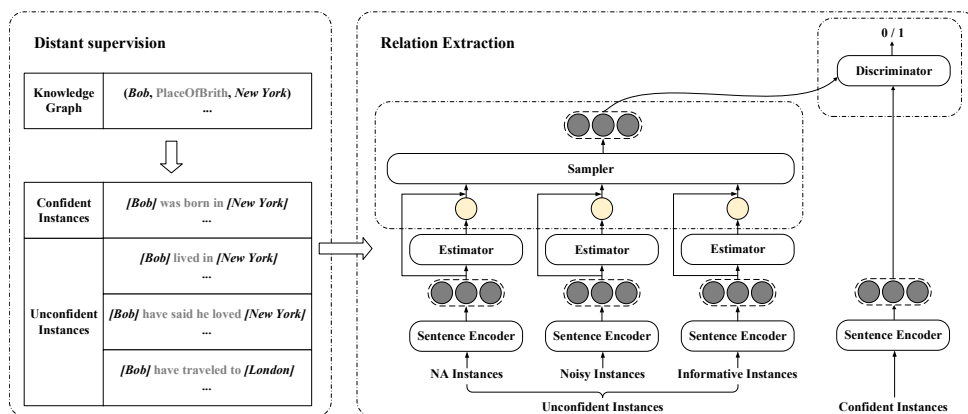 Distant supervision
Knowledge Graph
(Bob, PlaceOfBrith, New York)
...
Confident Instances
[Bob] was born in [New York]
...
Unconfident Instances
[Bob] lived in [New York]
...
[Bob] have said he loved [New York]
...
[Bob] have traveled to [London]
...
Relation Extraction
0 / 1
Discriminator
Sampler
Estimator
Estimator
Estimator
Sentence Encoder
Sentence Encoder
Sentence Encoder
Sentence Encoder
NA Instances
Noisy Instances
Informative Instances
Unconfident Instances
Confident Instances